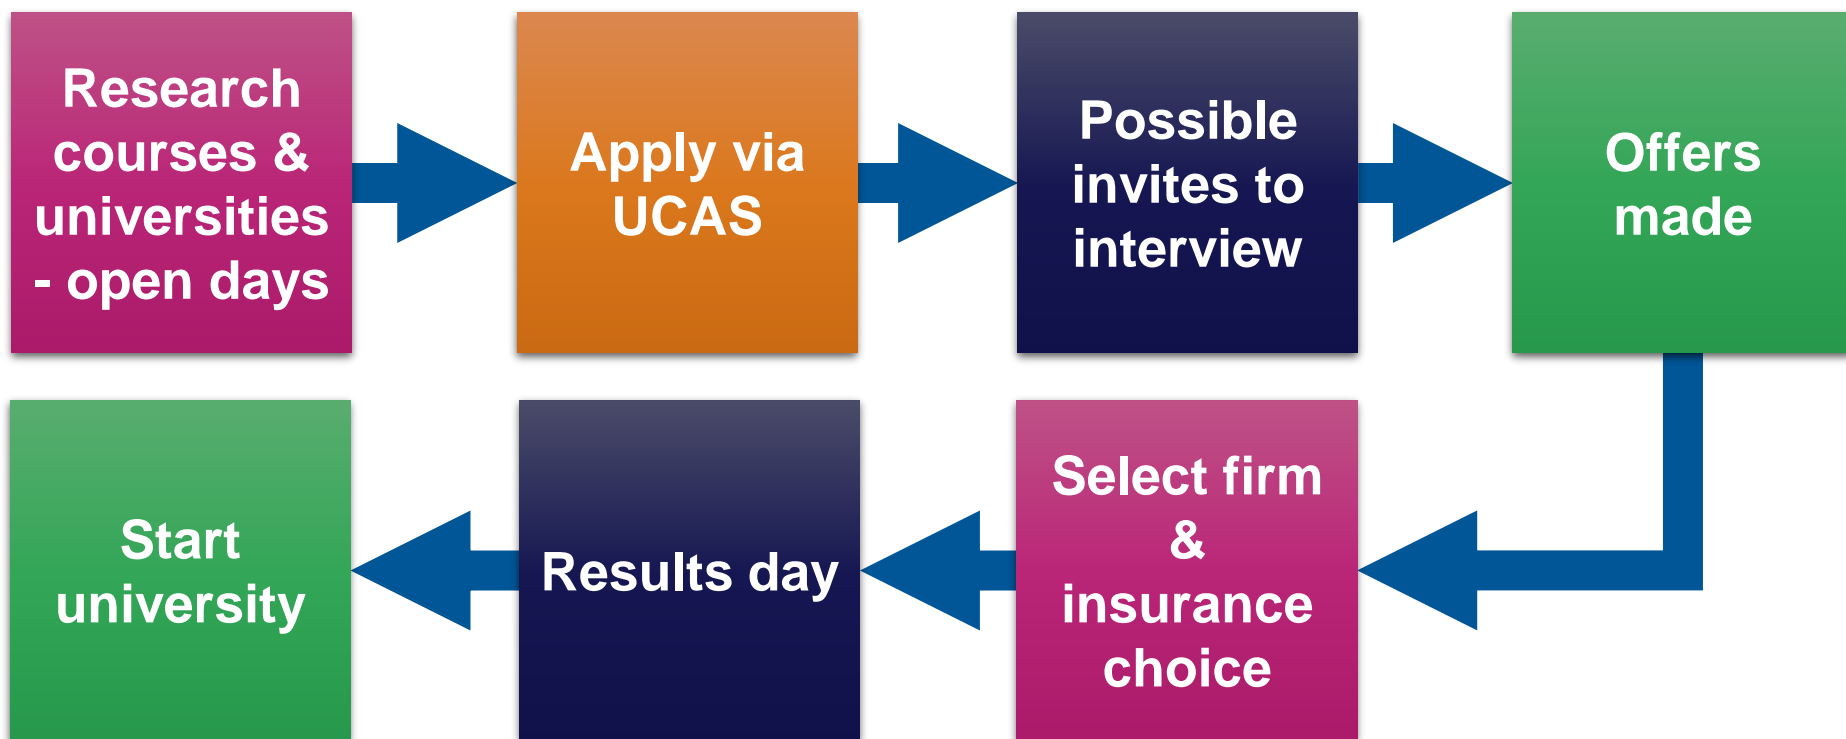 Research
courses &
universities
- open days
Apply via
UCAS
Possible
invites to
interview
Offers
made
Select firm
&
insurance
choice
Results day
Start
university